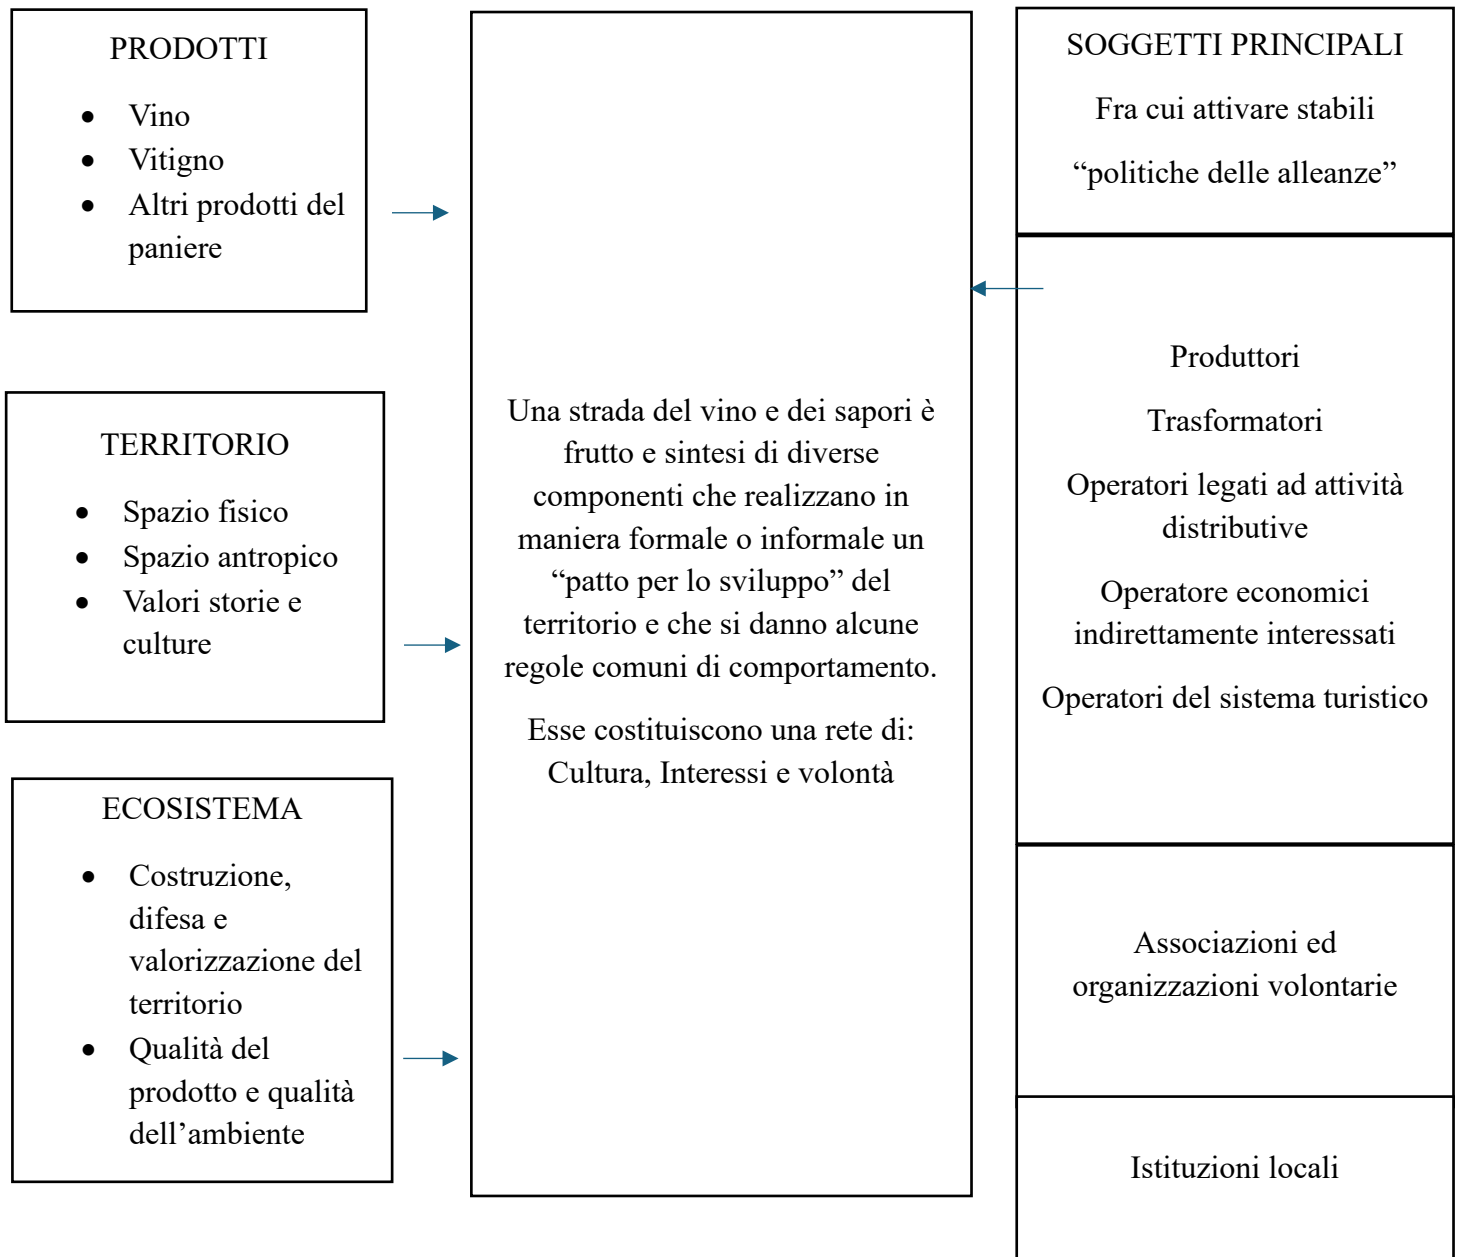 PRODOTTI
• Vino
• Vitigno
• Altri prodotti del
paniere
TERRITORIO
• Spazio fisico
• Spazio antropico
• Valori storie e
culture
ECOSISTEMA
• Costruzione,
difesa e
valorizzazione del
territorio
• Qualità del
prodotto e qualità
dell’ambiente
Una strada del vino e dei sapori è
frutto e sintesi di diverse
componenti che realizzano in
maniera formale o informale un
“patto per lo sviluppo” del
territorio e che si danno alcune
regole comuni di comportamento.
Esse costituiscono una rete di:
Cultura, Interessi e volontà
SOGGETTI PRINCIPALI
Fra cui attivare stabili
“politiche delle alleanze”
Produttori
Trasformatori
Operatori legati ad attività
distributive
Operatore economici
indirettamente interessati
Operatori del sistema turistico
Associazioni ed
organizzazioni volontarie
Istituzioni locali